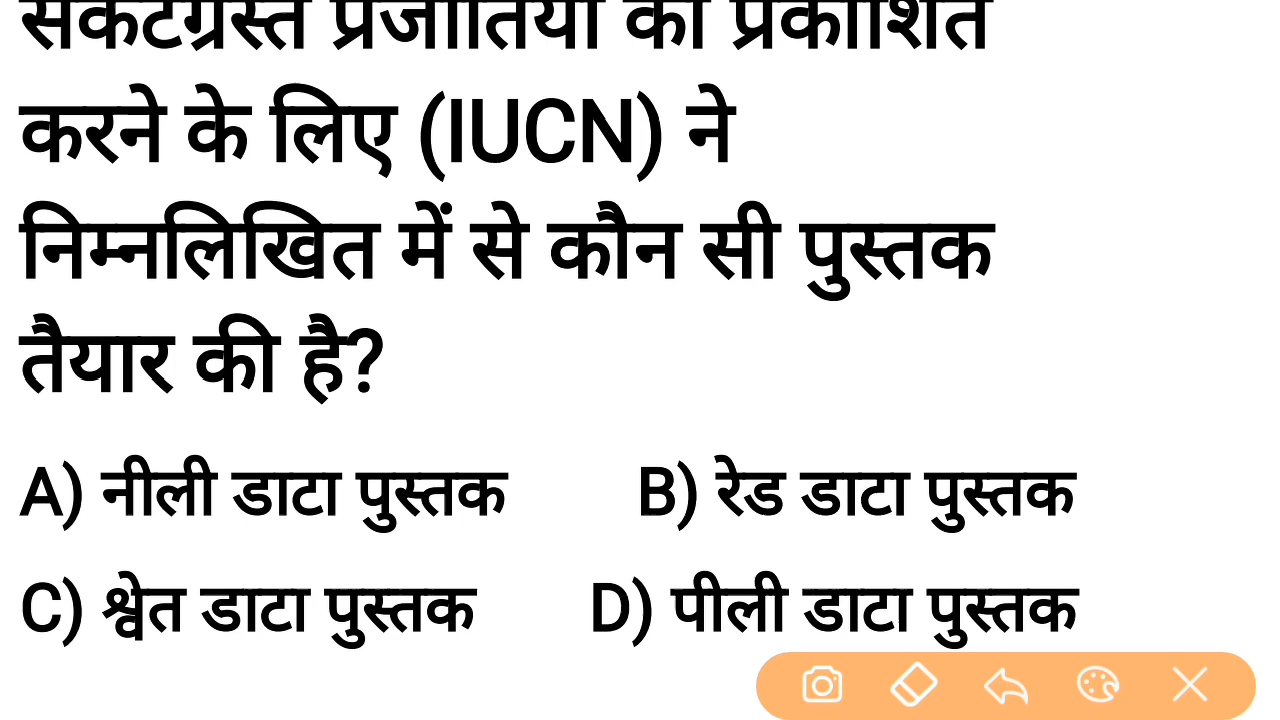 संकटग्रस्त प्रजातियों को प्रकाशित
करने के लिए (IUCN) ने
निम्नलिखित में से कौन सी पुस्तक
तैयार की है?
A) नीली डाटा पुस्तक B) रेड डाटा पुस्तक
C) श्वेत डाटा पुस्तक D) पीली डाटा पुस्तक